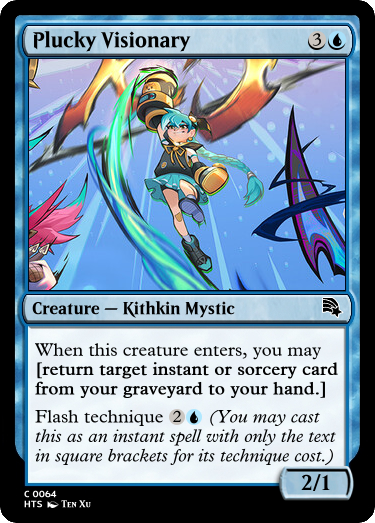 Plucky Visionary 3
Creature — Kithkin Mystic
When this creature enters, you may
[return target instant or sorcery card
from your graveyard to your hand.]
Flash technique 2 (You may cast
this as an instant spell with only the text
in square brackets for its technique cost.)
2/1
C 0064
HTS Ten Xu